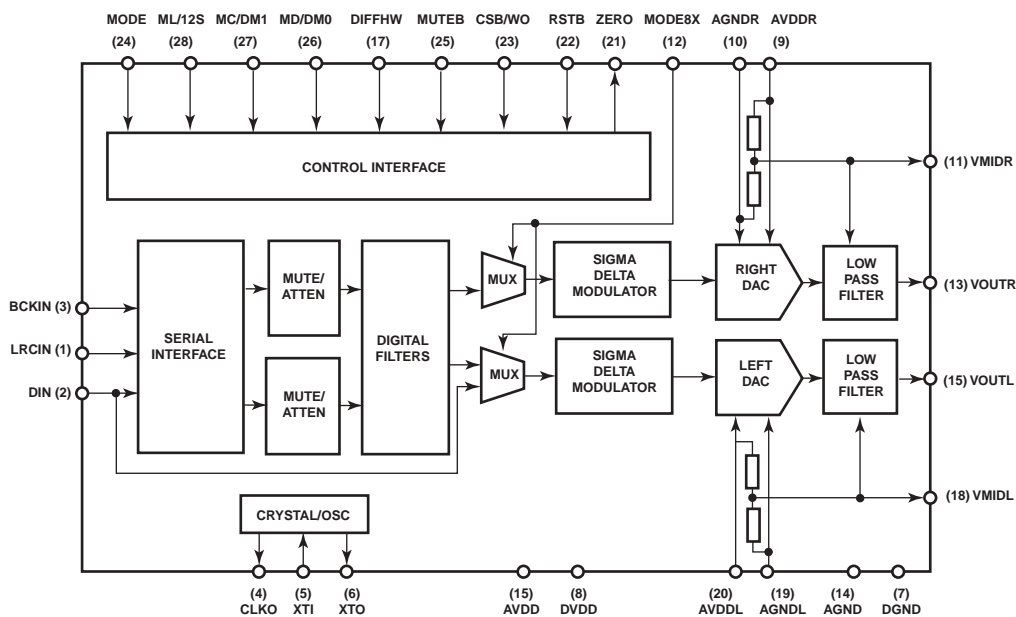 MODE ML/12S MC/DM1 MD/DM0 DIFFHW MUTEB CSB/WO RSTB ZERO MODE8X AGNDR AVDDR
(24) (28) (27) (26) (17) (25) (23) (22) (21) (12) (10) (9)
CONTROL INTERFACE
(11) VMIDR
MUTE/
ATTEN
MUX
SIGMA
DELTA
MODULATOR
RIGHT
DAC
LOW
PASS
FILTER
(13) VOUTR
BCKIN (3)
LRCIN (1)
DIN (2)
SERIAL
INTERFACE
DIGITAL
FILTERS
MUTE/
ATTEN
MUX
SIGMA
DELTA
MODULATOR
LEFT
DAC
LOW
PASS
FILTER
(15) VOUTL
(18) VMIDL
CRYSTAL/OSC
(4) (5) (6) (15) (8) (20) (19) (14) (7)
CLKO XTI XTO AVDD DVDD AVDDL AGNDL AGND DGND